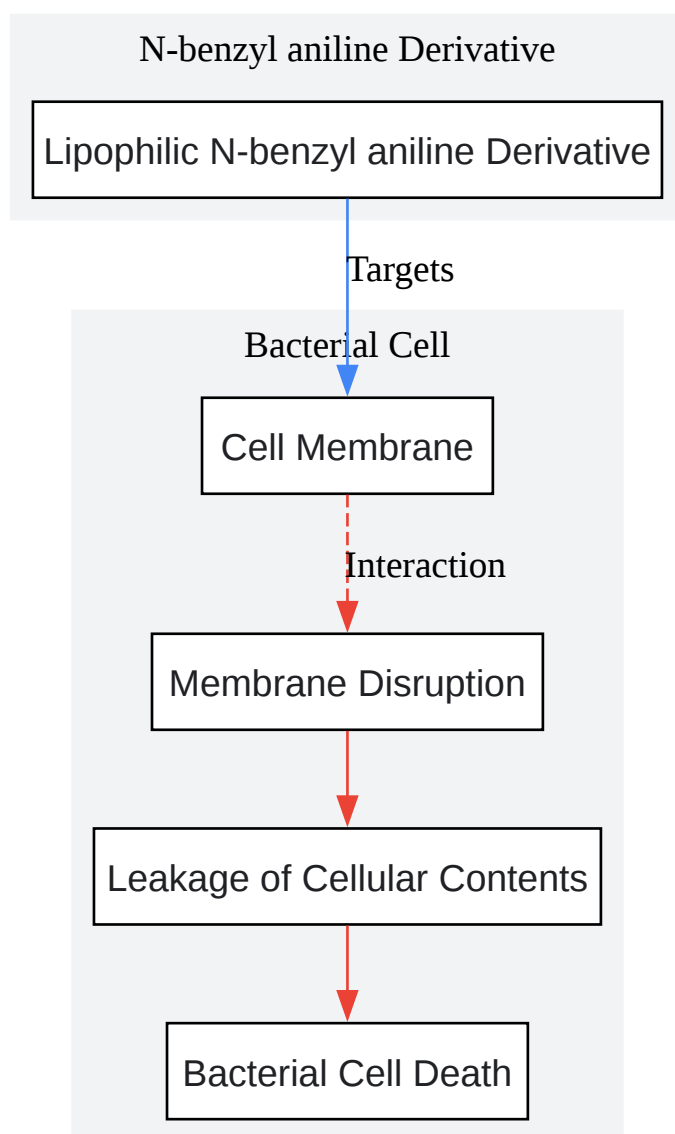 N-benzyl aniline Derivative
Lipophilic N-benzyl aniline Derivative
Targets
Bacterial Cell
Cell Membrane
Interaction
Membrane Disruption
Leakage of Cellular Contents
Bacterial Cell Death